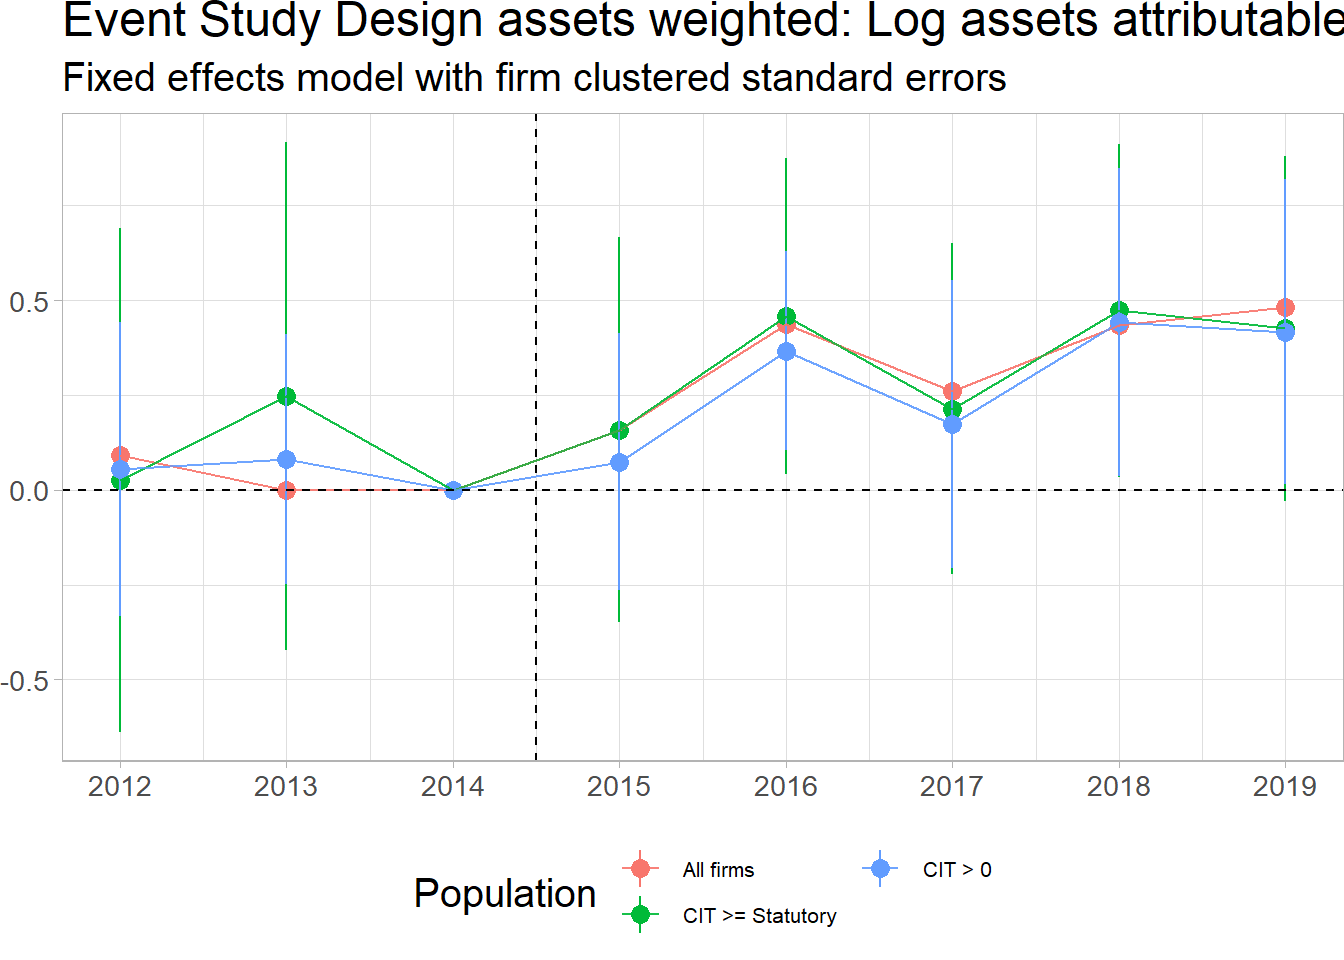 Event Study Design assets weighted: Log assets attributable
Fixed effects model with firm clustered standard errors
0.5
0.0
-0.5
2012 2013 2014 2015 2016 2017 2018 2019
Population
All firms
CIT > 0
CIT >= Statutory